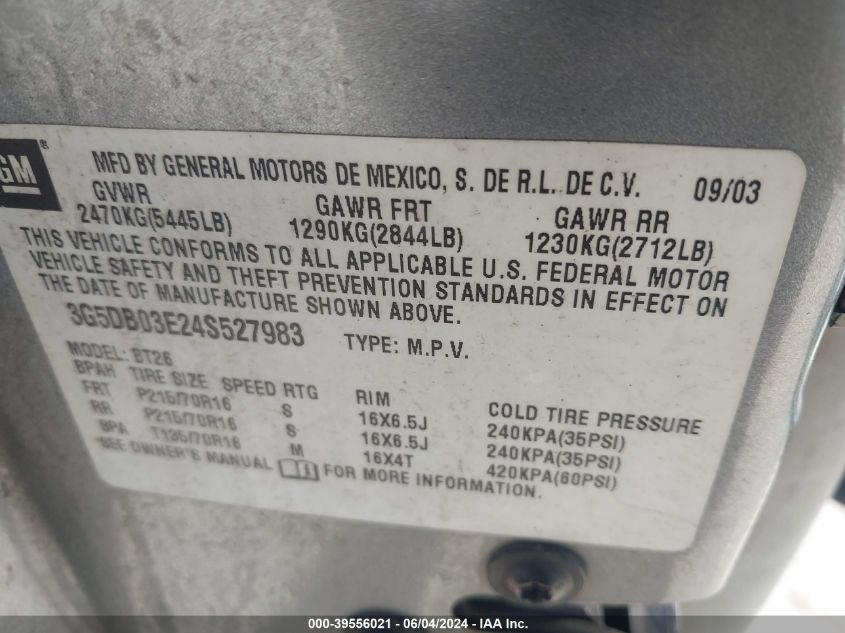 GM®
MFD BY GENERAL MOTORS DE MEXICO, S. DE R.L. DE C.V. 09/03
GVWR GAWR FRT GAWR RR
2470KG(5445LB) 1290KG(2844LB) 1230KG(2712LB)
THIS VEHICLE CONFORMS TO ALL APPLICABLE U.S. FEDERAL MOTOR
VEHICLE SAFETY AND THEFT PREVENTION STANDARDS IN EFFECT ON
THE DATE OF MANUFACTURE SHOWN ABOVE.
3G5DB03E24S527983 TYPE: M.P.V.
MODEL: BT26
BPAH TIRE SIZE SPEED RTG RIM COLD TIRE PRESSURE
FRT P215/70R16 S 16X6.5J 240KPA(35PSI)
RR P215/70R16 S 16X6.5J 240KPA(35PSI)
BPA T135/70R16 M 16X4T 420KPA(60PSI)
SEE OWNER'S MANUAL FOR MORE INFORMATION.
000-39556021 - 06/04/2024 - IAA Inc.